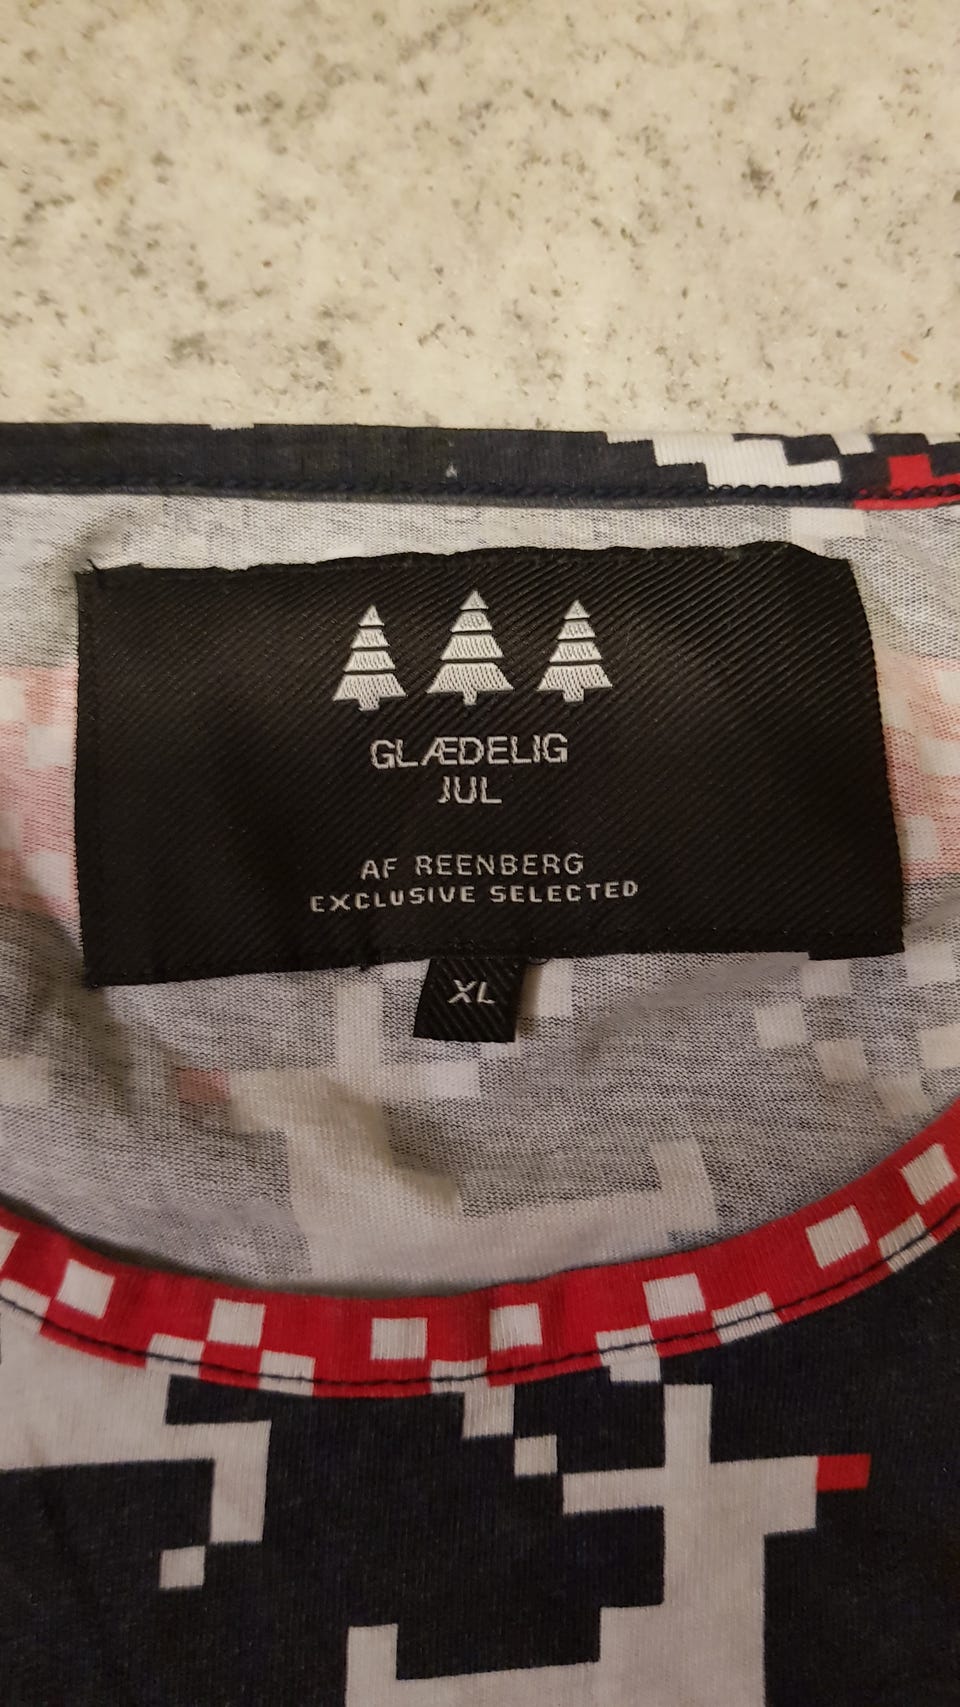 GLÆDELIG
JUL
AF REENBERG
EXCLUSIVE SELECTED
XL